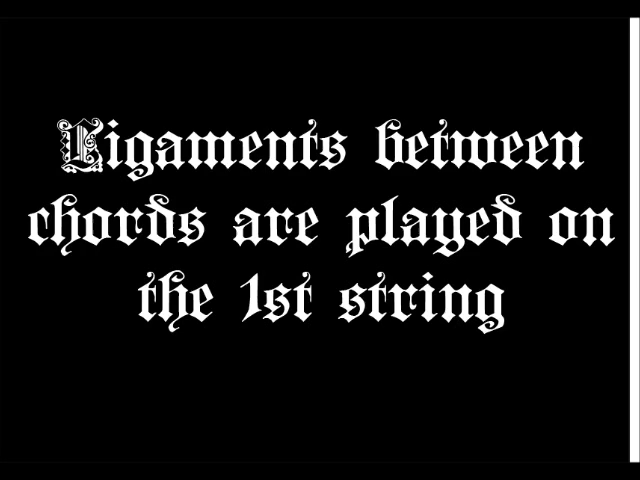 Ligaments between
chords are played on
the 1st string